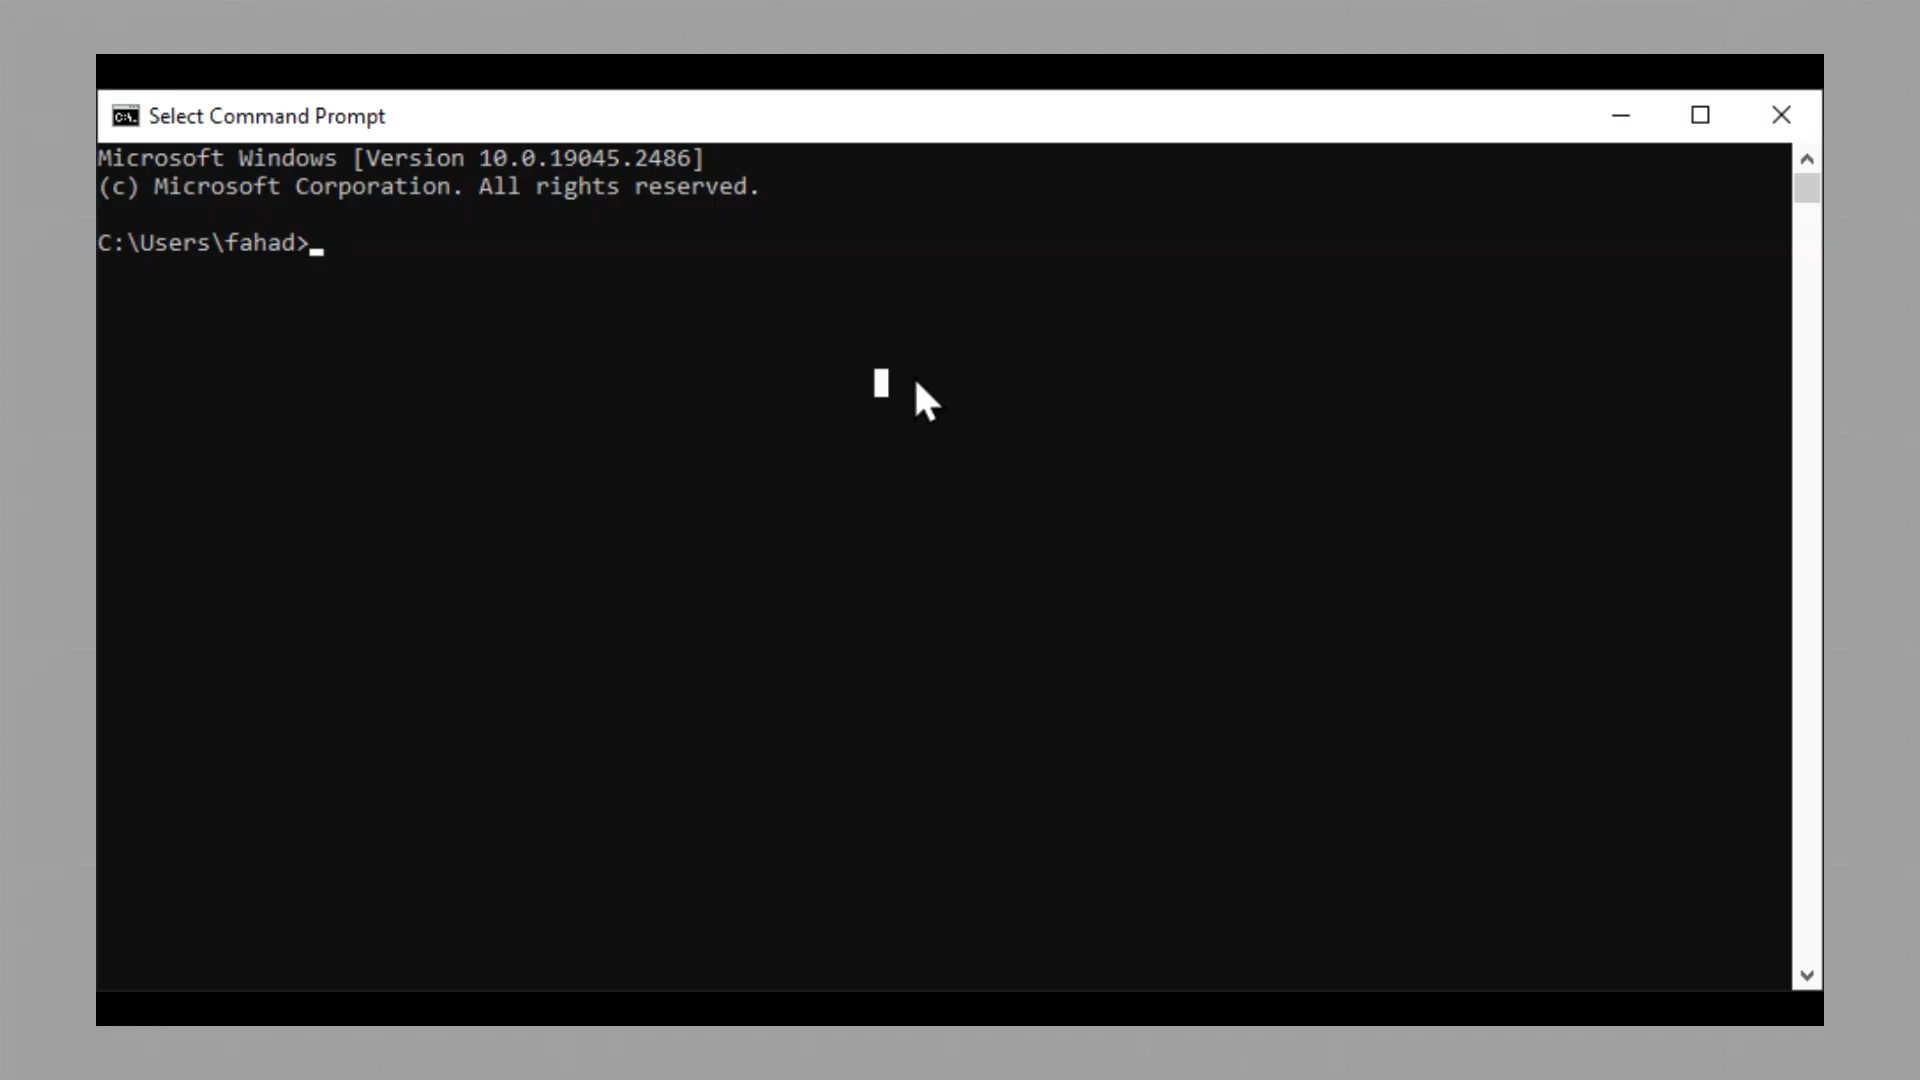 Select Command Prompt
Microsoft Windows [Version 10.0.19045.2486]
(c) Microsoft Corporation. All rights reserved.
C:\Users\fahad>